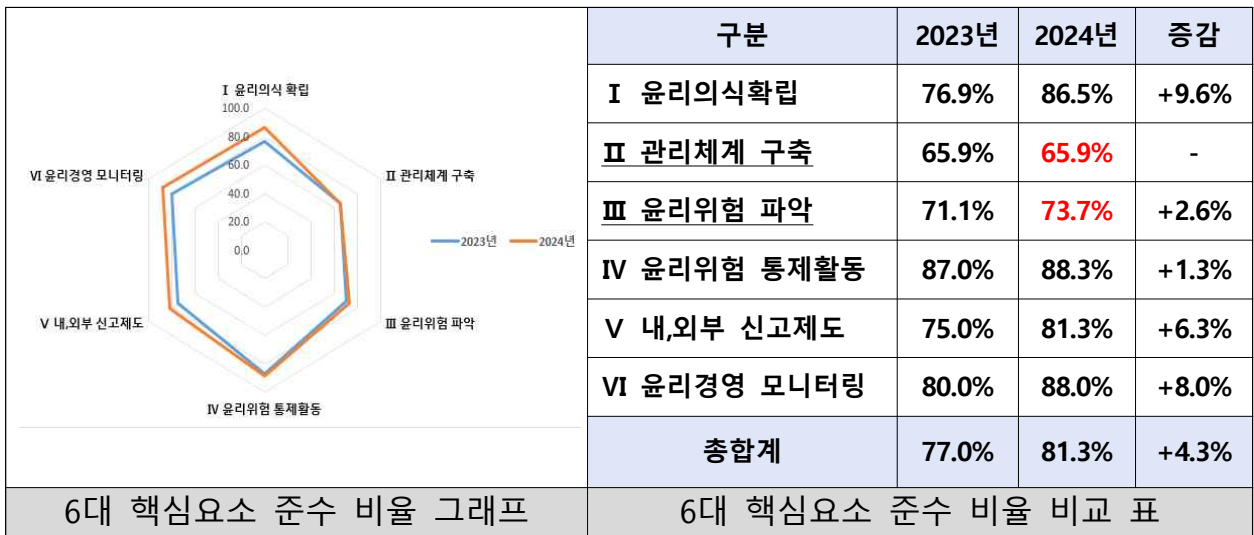 Ⅰ 윤리의식 확립
100.0
80.0
60.0
40.0
20.0
0.0
Ⅵ 윤리경영 모니터링
Ⅱ 관리체계 구축
2023년 2024년
Ⅴ 내,외부 신고제도
Ⅲ 윤리위험 파악
Ⅳ 윤리위험 통제활동
6대 핵심요소 준수 비율 그래프
구분 2023년 2024년 증감
Ⅰ 윤리의식확립 76.9% 86.5% +9.6%
Ⅱ 관리체계 구축 65.9% 65.9% -
Ⅲ 윤리위험 파악 71.1% 73.7% +2.6%
Ⅳ 윤리위험 통제활동 87.0% 88.3% +1.3%
Ⅴ 내,외부 신고제도 75.0% 81.3% +6.3%
Ⅵ 윤리경영 모니터링 80.0% 88.0% +8.0%
총합계 77.0% 81.3% +4.3%
6대 핵심요소 준수 비율 비교 표